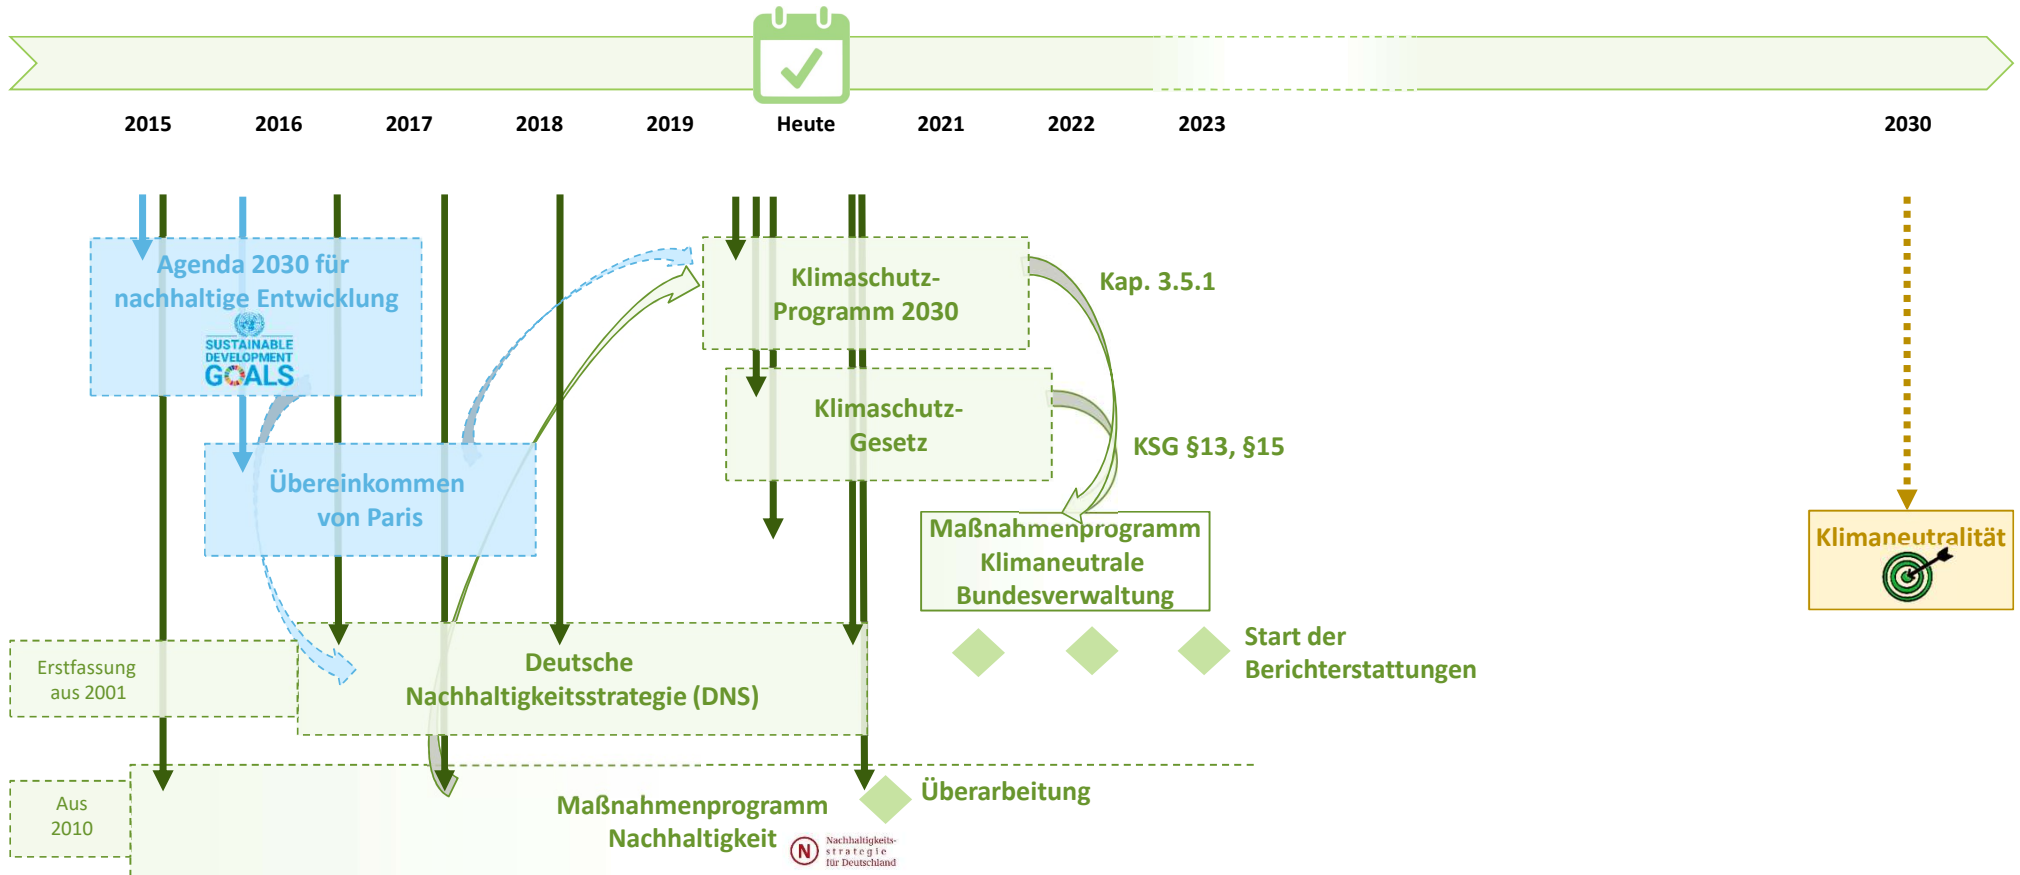 2015
2016
2017
2018
2019
Heute
2021
2022
2023
2030
Agenda 2030 für
nachhaltige Entwicklung
SUSTAINABLE
DEVELOPMENT
GOALS
Übereinkommen
von Paris
Klimaschutz-
Programm 2030
Kap. 3.5.1
Klimaschutz-
Gesetz
KSG §13, §15
Maßnahmenprogramm
Klimaneutrale
Bundesverwaltung
Klimaneutralität
Erstfassung
aus 2001
Deutsche
Nachhaltigkeitsstrategie (DNS)
Start der
Berichterstattungen
Aus
2010
Maßnahmenprogramm
Nachhaltigkeit
N
Nachhaltigkeits-
strategie
für Deutschland
Überarbeitung